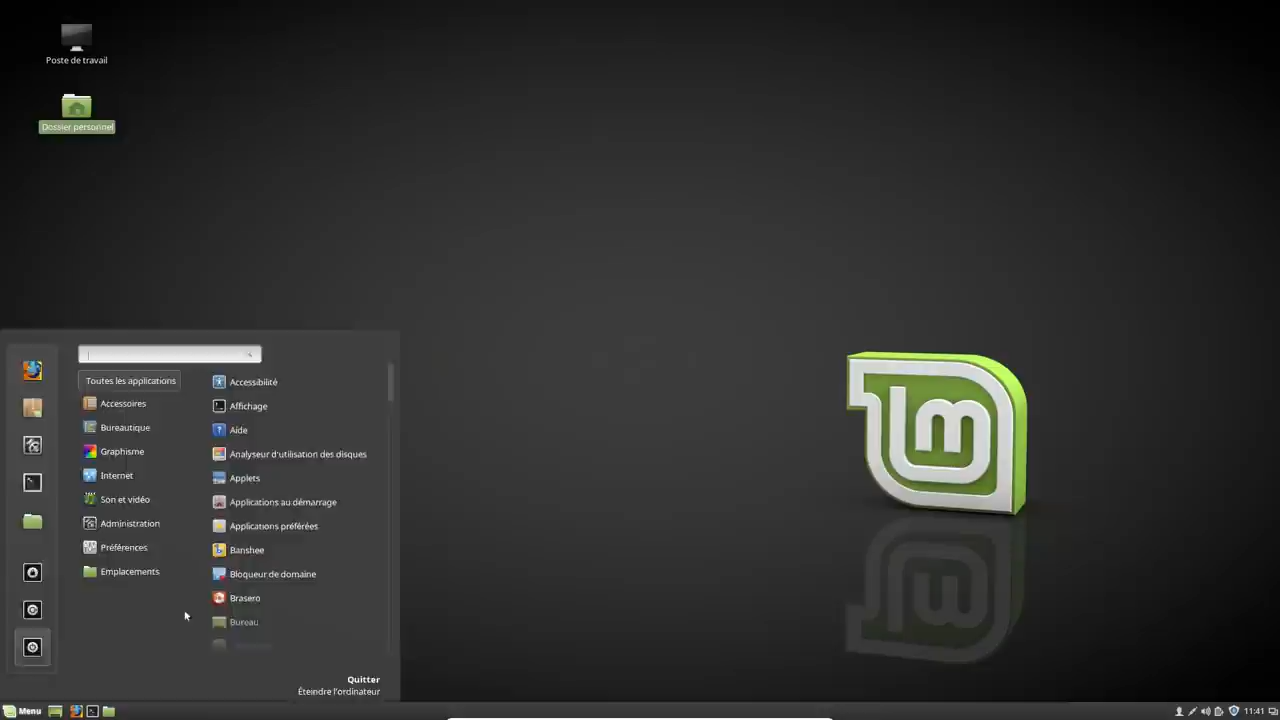 Poste de travail
Dossier personnel
Toutes les applications
Accessoires
Bureautique
Graphisme
Internet
Son et vidéo
Administration
Préférences
Emplacements
Accessibilité
Affichage
Aide
Analyseur d'utilisation des disques
Applets
Applications au démarrage
Applications préférées
Banshee
Bloqueur de domaine
Brasero
Bureau
Quitter
Éteindre l'ordinateur
Menu
11:41